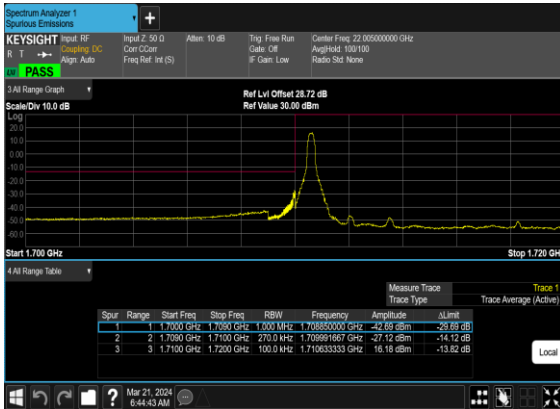 Spectrum Analyzer 1
Spurious Emissions
KEYSIGHT Input: RF Input Z: 50 Ω Atten: 10 dB Trig: Free Run Center Freq: 22.005000000 GHz
R T Coupling: DC Corr CCorr Gate: Off Avg|Hold: 100/100
Align: Auto Freq Ref: Int (S) IF Gain: Low Radio Std: None
PASS
3 All Range Graph Ref Lvl Offset 28.72 dB
Scale/Div 10.0 dB Ref Value 30.00 dBm
Log
20.0
10.0
0.00
-10.0
-20.0
-30.0
-40.0
-50.0
-60.0
Start 1.700 GHz Stop 1.720 GH
4 All Range Table
Measure Trace Trace 1
Trace Type Trace Average (Active)
Spur Range Start Freq Stop Freq RBW Frequency Amplitude ΔLimit
1 1 1.7000 GHz 1.7090 GHz 1.000 MHz 1.708850000 GHz -42.69 dBm -29.69 dB
2 2 1.7090 GHz 1.7100 GHz 270.0 kHz 1.709991667 GHz -27.12 dBm -14.12 dB
3 3 1.7100 GHz 1.7200 GHz 100.0 kHz 1.710633333 GHz 16.18 dBm -13.82 dB
Local
? Mar 21, 2024
6:44:43 AM